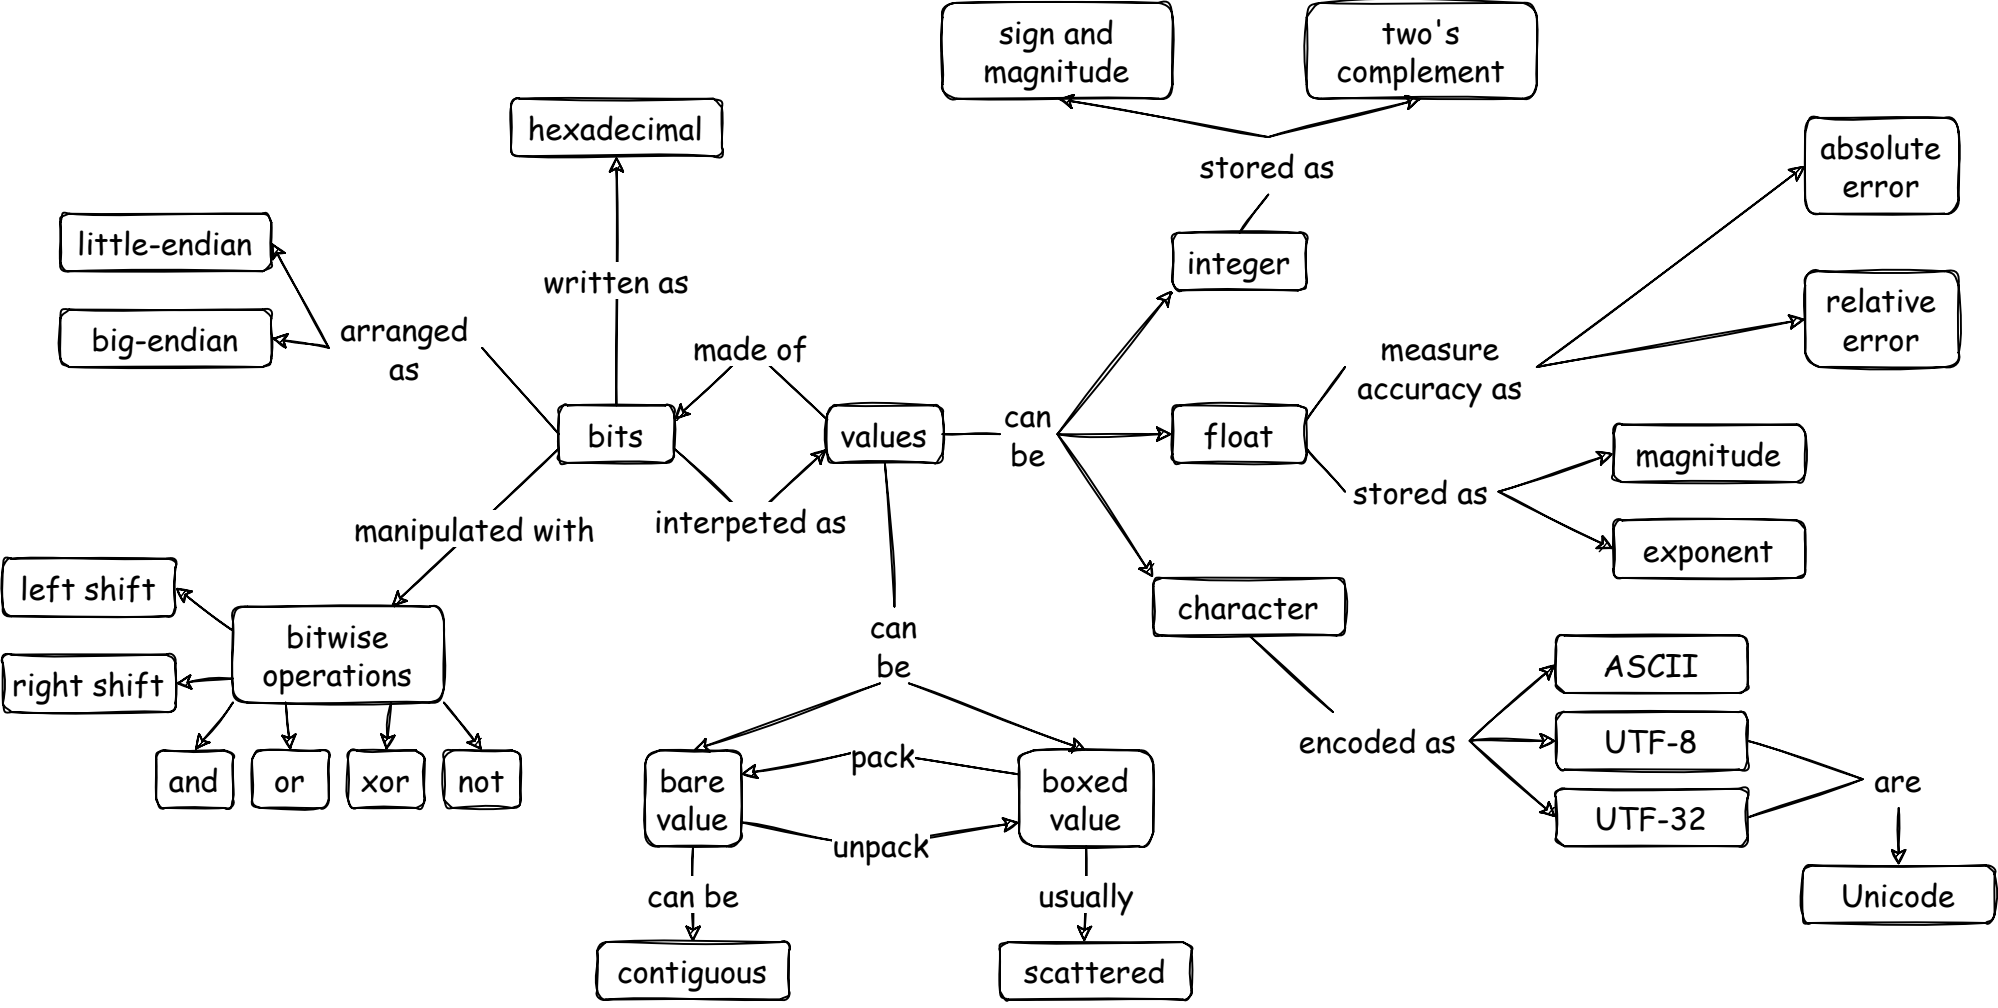 sign and
magnitude
two's
complement
hexadecimal
absolute
error
stored as
little-endian
integer
written as
relative
error
big-endian
arranged
as
made of
measure
accuracy as
bits
values
can
be
float
magnitude
stored as
manipulated with
interpeted as
exponent
left shift
bitwise
operations
character
can
be
right shift
ASCII
encoded as
UTF-8
and
or
xor
not
bare
value
pack
boxed
value
are
UTF-32
unpack
can be
usually
Unicode
contiguous
scattered